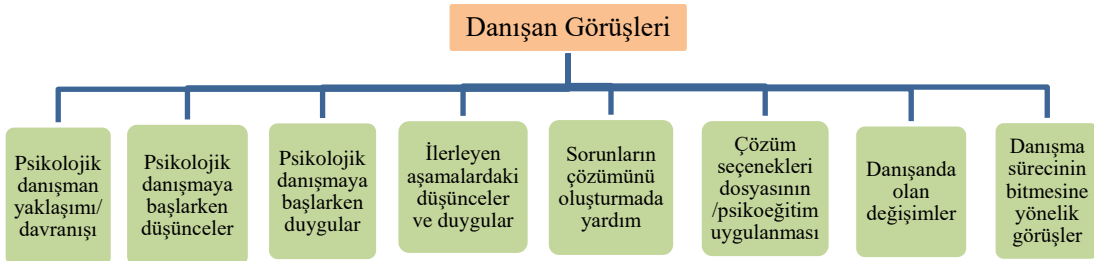 Danışan Görüşleri
Psikolojik
danışman
yaklaşımı/
davranışı
Psikolojik
danışmaya
başlarken
düşünceler
Psikolojik
danışmaya
başlarken
duygular
İlerleyen
aşamalardaki
düşünceler
ve duygular
Sorunların
çözümünü
oluşturmada
yardım
Çözüm
seçenekleri
dosyasının
/psikoeğitim
uygulanması
Danışanda
olan
değişimler
Danışma
sürecinin
bitmesine
yönelik
görüşler